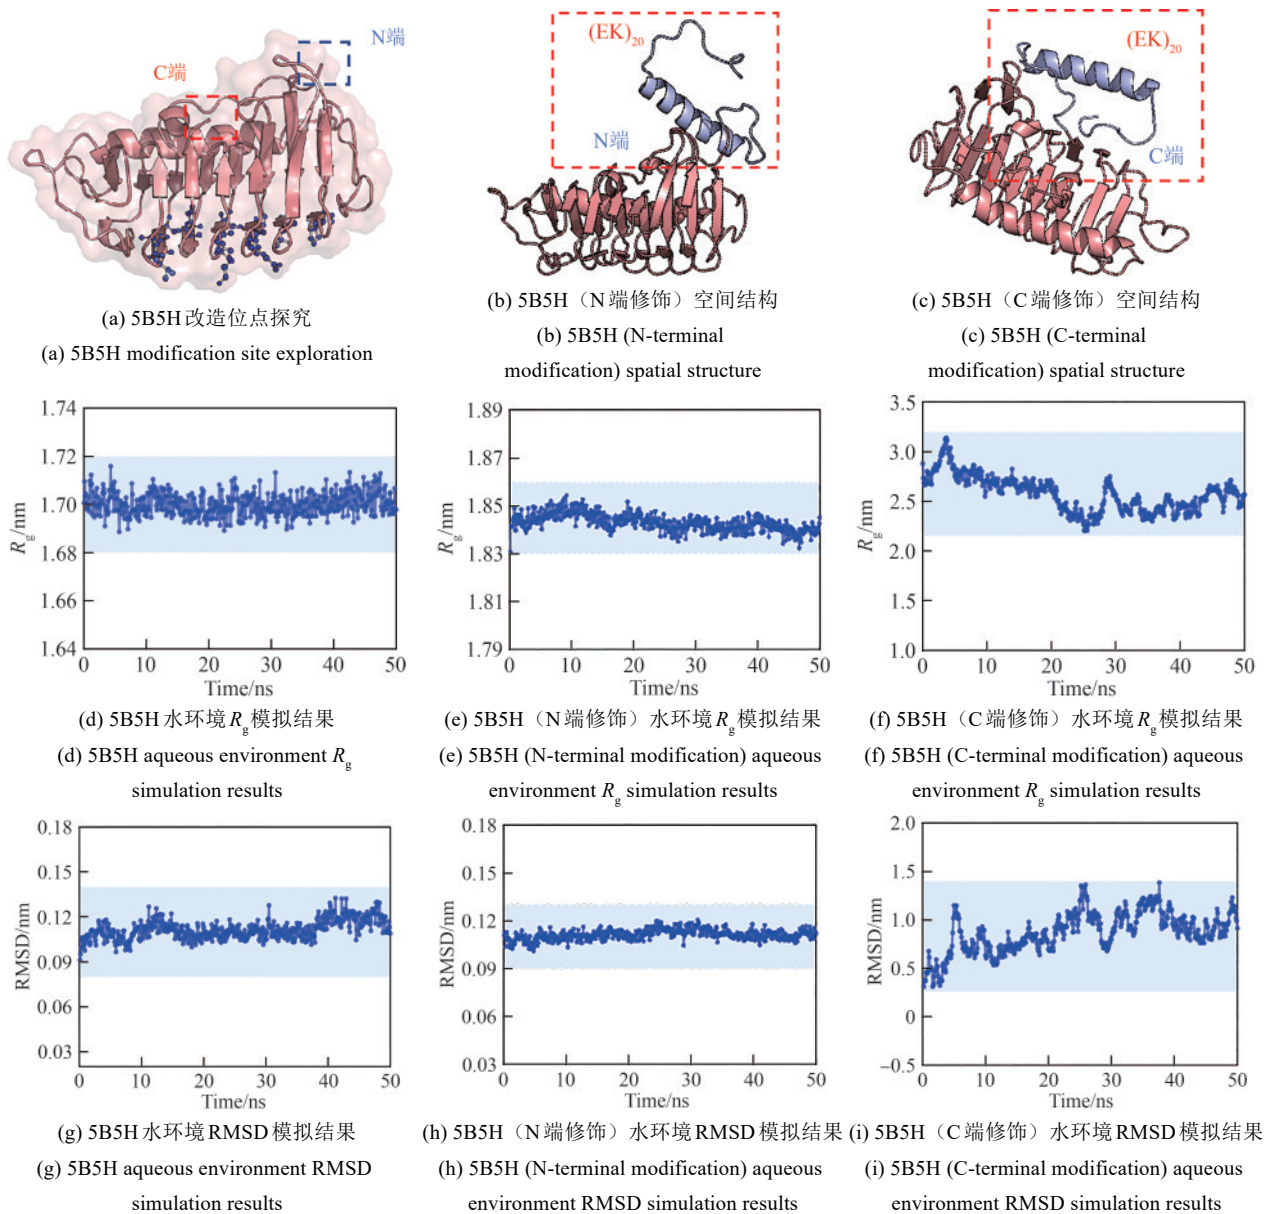 N端
C端
(EK)20
N端
(EK)20
C端
(a) 5B5H改造位点探究
(a) 5B5H modification site exploration
(b) 5B5H（N端修饰）空间结构
(b) 5B5H (N-terminal
modification) spatial structure
(c) 5B5H（C端修饰）空间结构
(c) 5B5H (C-terminal
modification) spatial structure
1.74
1.72
1.70
1.68
1.66
1.64
Rg/nm
0 10 20 30 40 50
Time/ns
1.89
1.87
1.85
1.83
1.81
1.79
Rg/nm
0 10 20 30 40 50
Time/ns
3.5
3.0
2.5
2.0
1.5
1.0
Rg/nm
0 10 20 30 40 50
Time/ns
(d) 5B5H水环境Rg模拟结果
(d) 5B5H aqueous environment Rg
simulation results
(e) 5B5H（N端修饰）水环境Rg模拟结果
(e) 5B5H (N-terminal modification) aqueous
environment Rg simulation results
(f) 5B5H（C端修饰）水环境Rg模拟结果
(f) 5B5H (C-terminal modification) aqueous
environment Rg simulation results
0.18
0.15
0.12
0.09
0.06
0.03
RMSD/nm
0 10 20 30 40 50
Time/ns
0.18
0.15
0.12
0.09
0.06
0.03
RMSD/nm
0 10 20 30 40 50
Time/ns
2.0
1.5
1.0
0.5
0
−0.5
RMSD/nm
0 10 20 30 40 50
Time/ns
(g) 5B5H水环境RMSD模拟结果
(g) 5B5H aqueous environment RMSD
simulation results
(h) 5B5H（N端修饰）水环境RMSD模拟结果
(h) 5B5H (N-terminal modification) aqueous
environment RMSD simulation results
(i) 5B5H（C端修饰）水环境RMSD模拟结果
(i) 5B5H (C-terminal modification) aqueous
environment RMSD simulation results